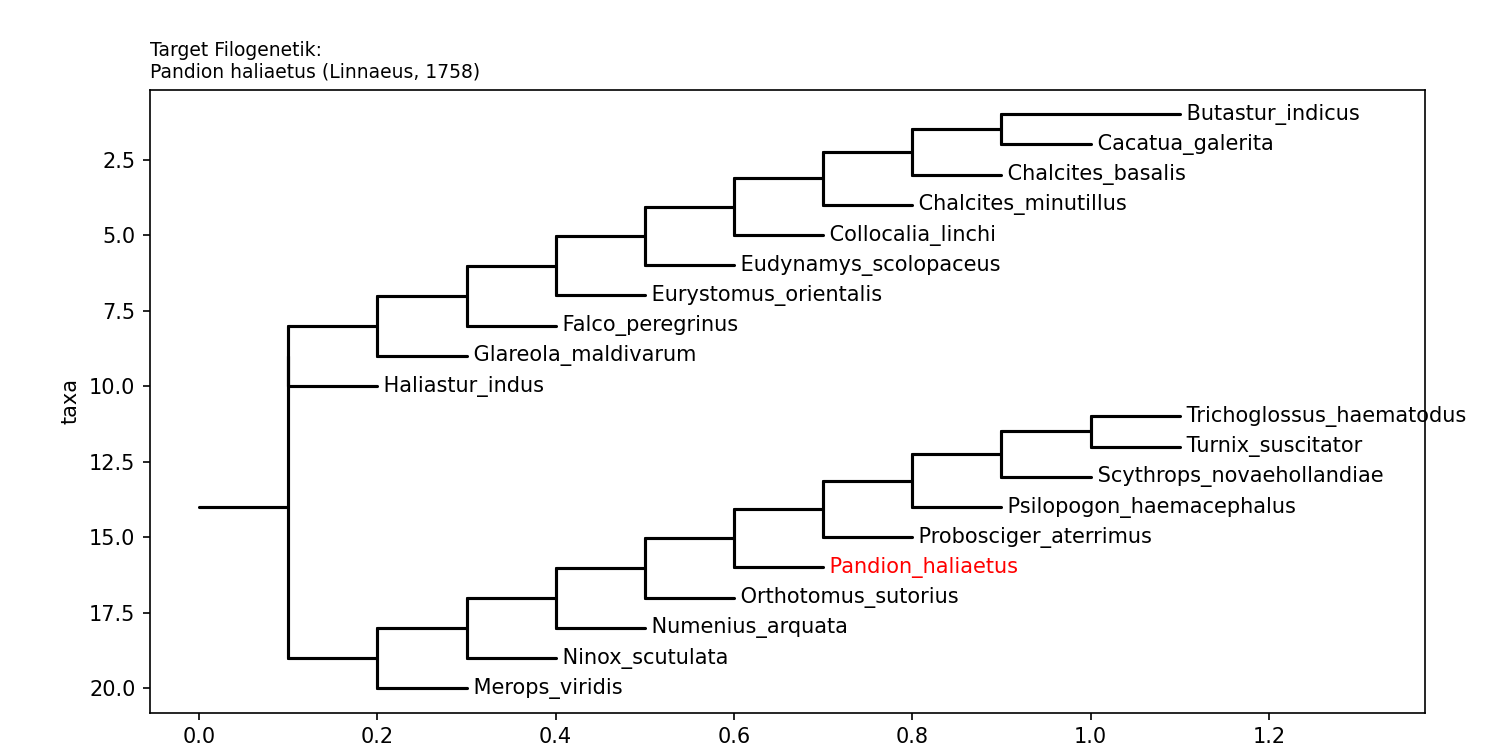 Target Filogenetik:
Pandion haliaetus (Linnaeus, 1758)
Butastur_indicus
Cacatua_galerita
2.5
Chalcites_basalis
Chalcites_minutillus
5.0
Collocalia_linchi
Eudynamys_scolopaceus
Eurystomus_orientalis
7.5
Falco_peregrinus
Glareola_maldivarum
taxa
10.0
Haliastur_indus
Trichoglossus_haematodus
Turnix_suscitator
12.5
Scythrops_novaehollandiae
Psilopogon_haemacephalus
15.0
Probosciger_aterrimus
Pandion_haliaetus
Orthotomus_sutorius
17.5
Numenius_arquata
Ninox_scutulata
20.0
Merops_viridis
0.0 0.2 0.4 0.6 0.8 1.0 1.2